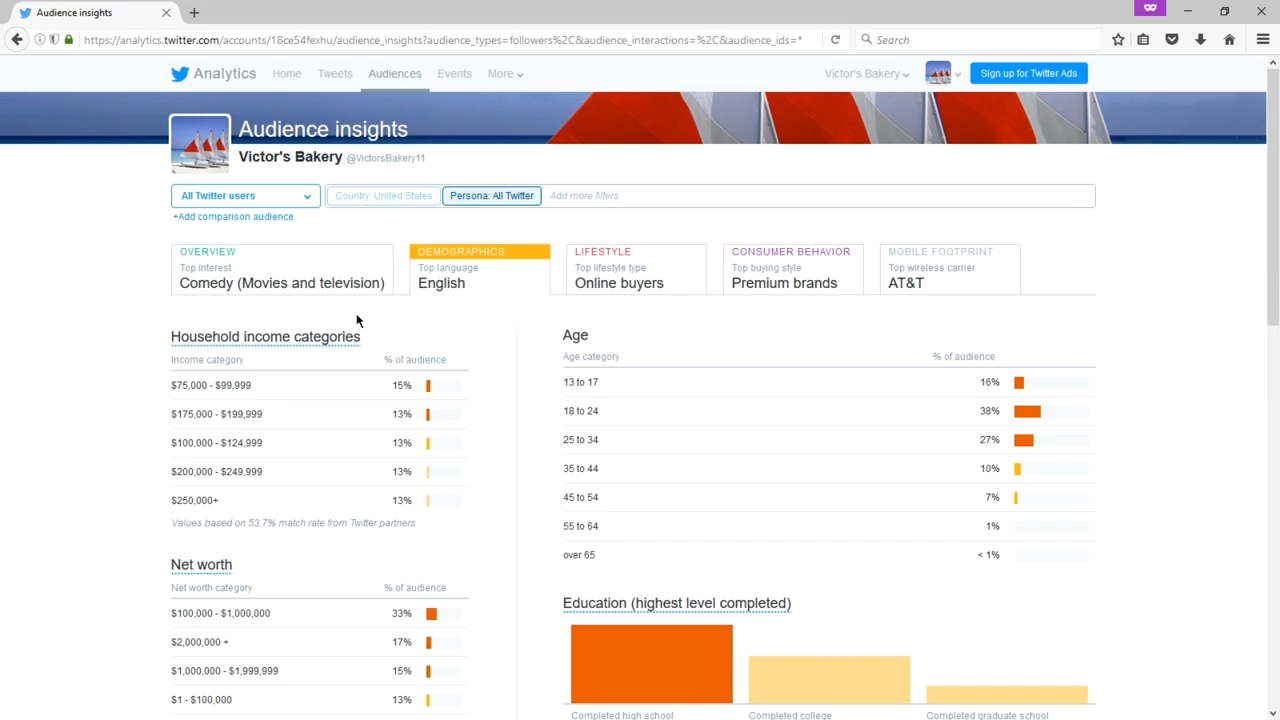 Audience insights
https://analytics.twitter.com/accounts/18ce54fexhu/audience_insights?audience_types=followers%2C&audience_interactions=%2C&audience_ids=*
Search
Analytics Home Tweets Audiences Events More Victor's Bakery Sign up for Twitter Ads
Audience insights
Victor's Bakery @VictorsBakery11
All Twitter users Country: United States Persona: All Twitter Add more filters
+Add comparison audience
OVERVIEW DEMOGRAPHICS LIFESTYLE CONSUMER BEHAVIOR MOBILE FOOTPRINT
Top interest Top language Top lifestyle type Top buying style Top wireless carrier
Comedy (Movies and television) English Online buyers Premium brands AT&T
Household income categories
Income category % of audience
$75,000 - $99,999 15%
$175,000 - $199,999 13%
$100,000 - $124,999 13%
$200,000 - $249,999 13%
$250,000+ 13%
Values based on 53.7% match rate from Twitter partners
Net worth
Net worth category % of audience
$100,000 - $1,000,000 33%
$2,000,000 + 17%
$1,000,000 - $1,999,999 15%
$1 - $100,000 13%
Age
Age category % of audience
13 to 17 16%
18 to 24 38%
25 to 34 27%
35 to 44 10%
45 to 54 7%
55 to 64 1%
over 65 < 1%
Education (highest level completed)
Completed high school Completed college Completed graduate school